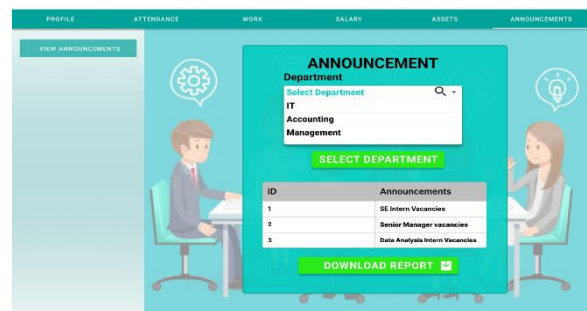 PROFILE ATTENDANCE WORK SALARY ASSETS ANNOUNCEMENTS
VIEW ANNOUNCEMENTS
ANNOUNCEMENT
Department
Select Department
IT
Accounting
Management
SELECT DEPARTMENT
ID Announcements
1 SE Intern Vacancies
2 Senior Manager vacancies
3 Data Analysis Intern Vacancies
DOWNLOAD REPORT